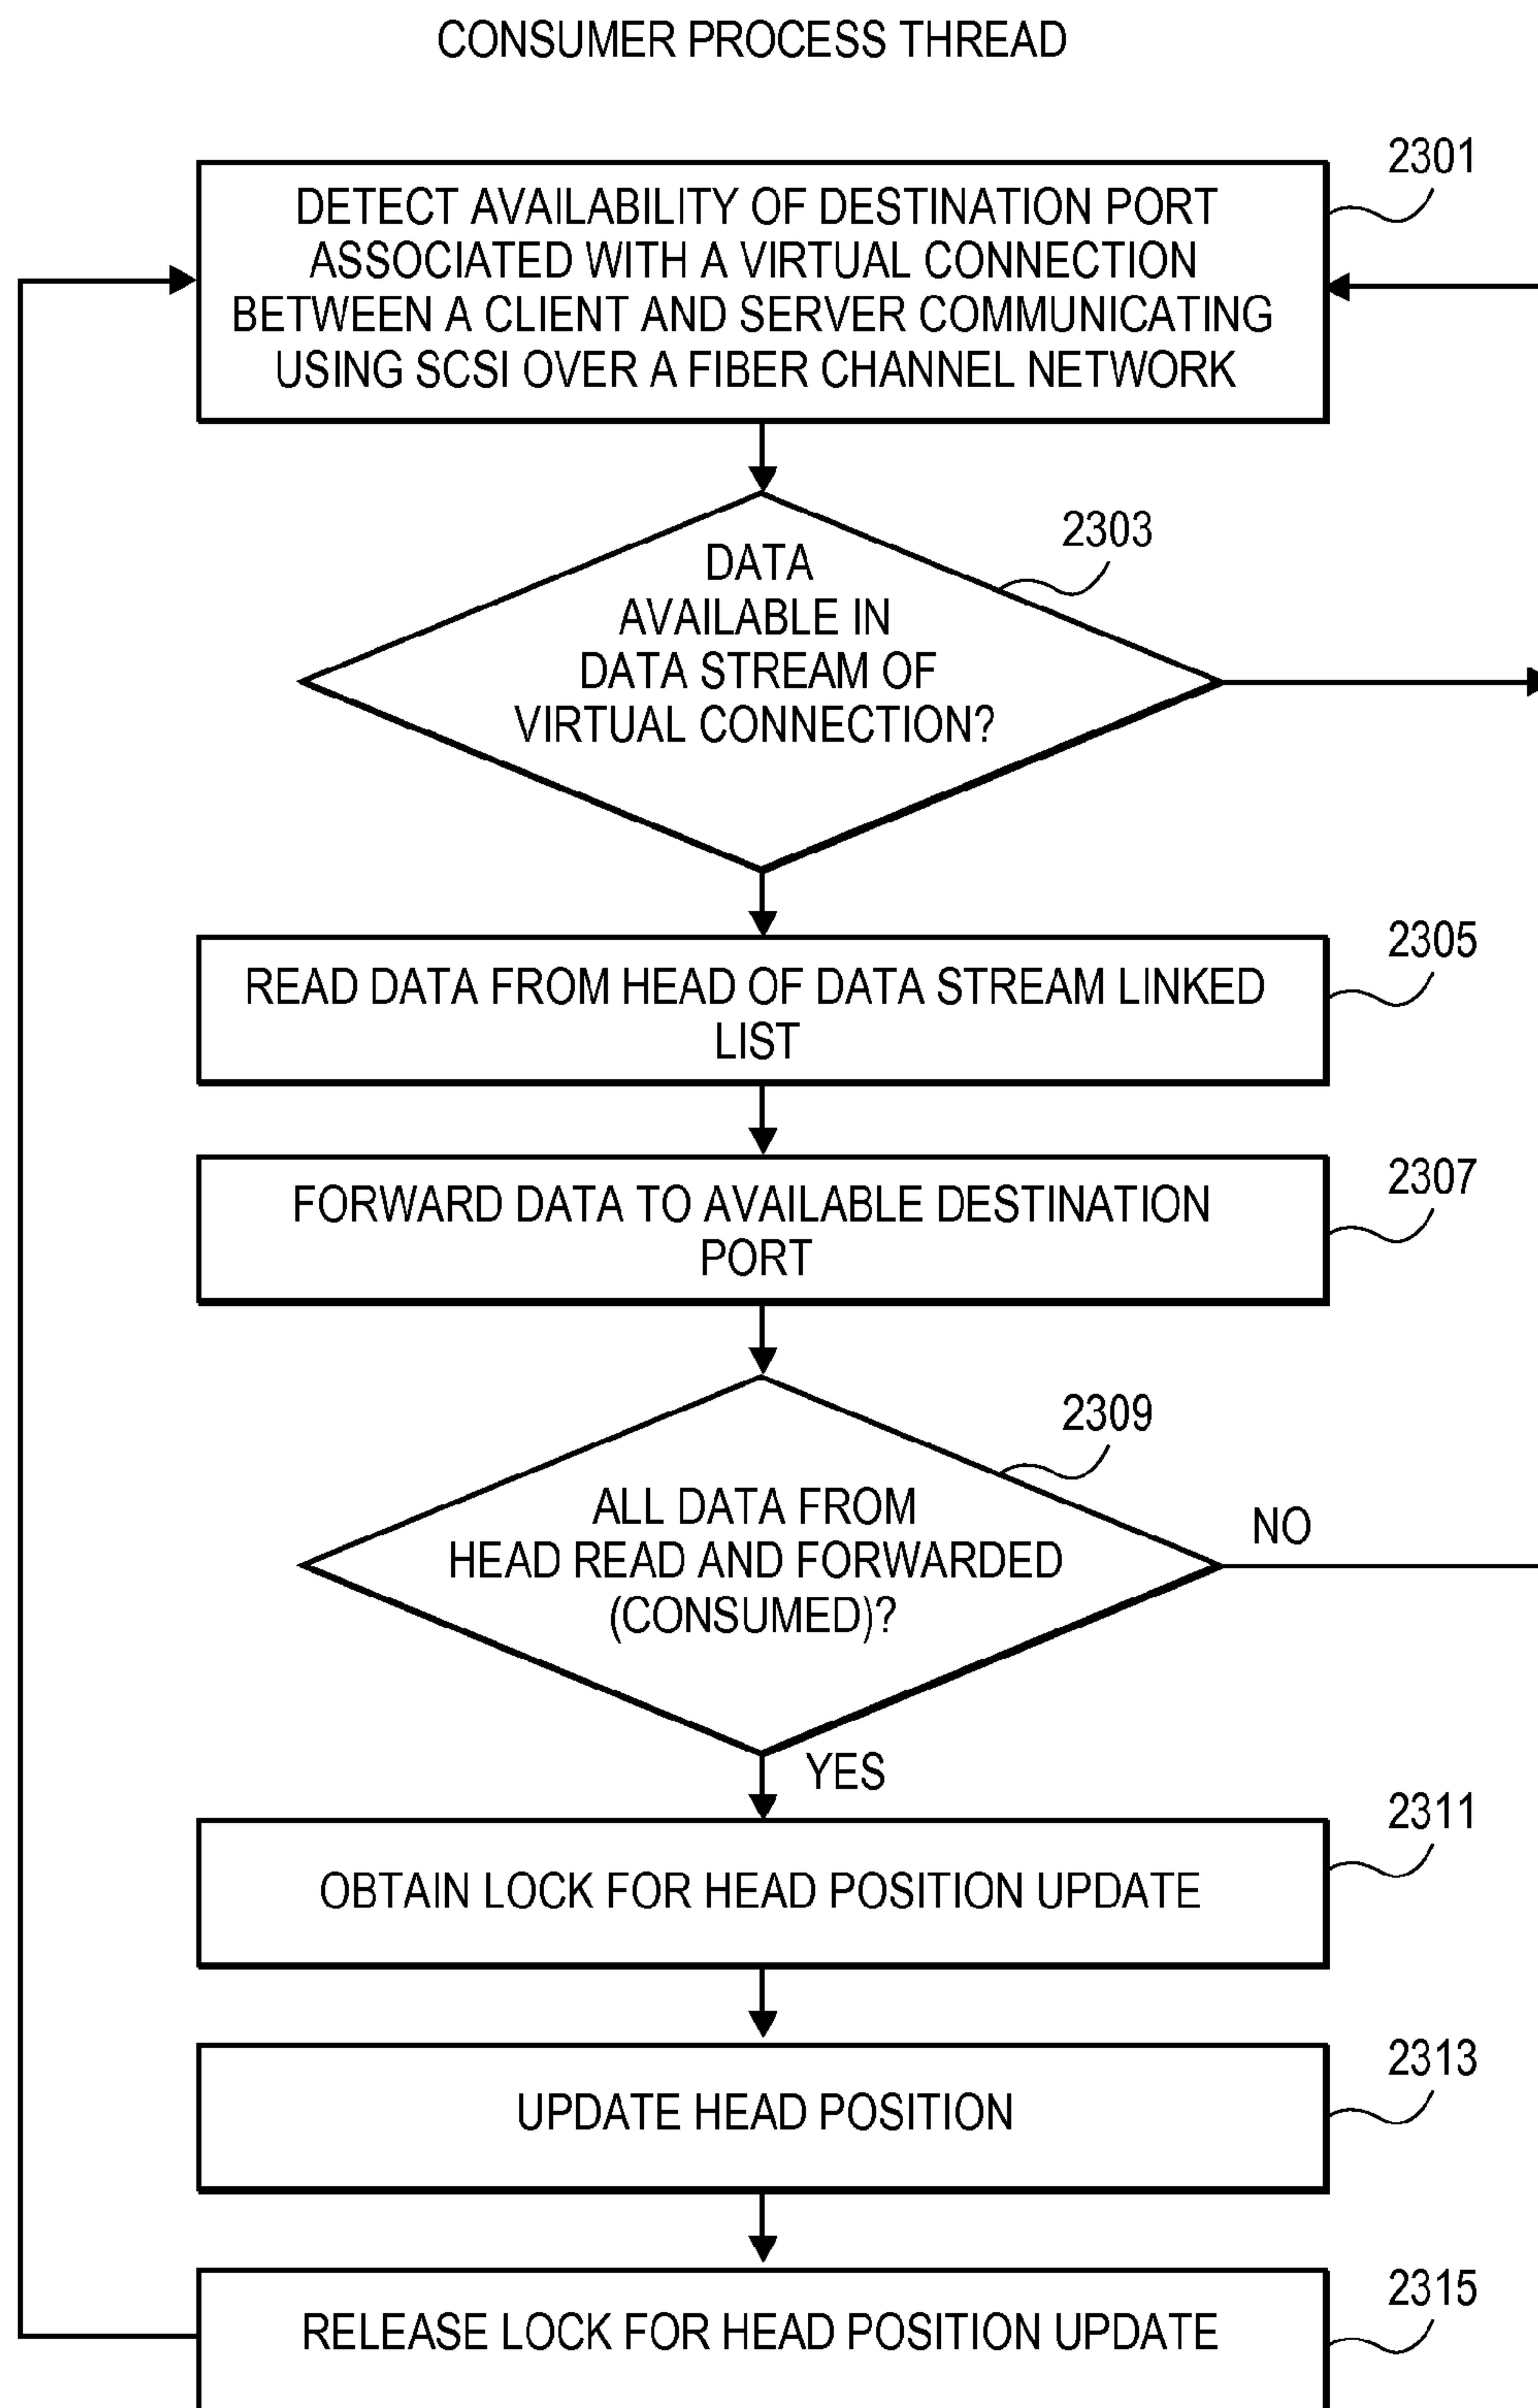 CONSUMER PROCESS THREAD
2301
DETECT AVAILABILITY OF DESTINATION PORT
ASSOCIATED WITH A VIRTUAL CONNECTION
BETWEEN A CLIENT AND SERVER COMMUNICATING
USING SCSI OVER A FIBER CHANNEL NETWORK
2303
DATA
AVAILABLE IN
DATA STREAM OF
VIRTUAL CONNECTION?
2305
READ DATA FROM HEAD OF DATA STREAM LINKED
LIST
2307
FORWARD DATA TO AVAILABLE DESTINATION
PORT
2309
ALL DATA FROM
HEAD READ AND FORWARDED
(CONSUMED)?
NO
YES
2311
OBTAIN LOCK FOR HEAD POSITION UPDATE
2313
UPDATE HEAD POSITION
2315
RELEASE LOCK FOR HEAD POSITION UPDATE